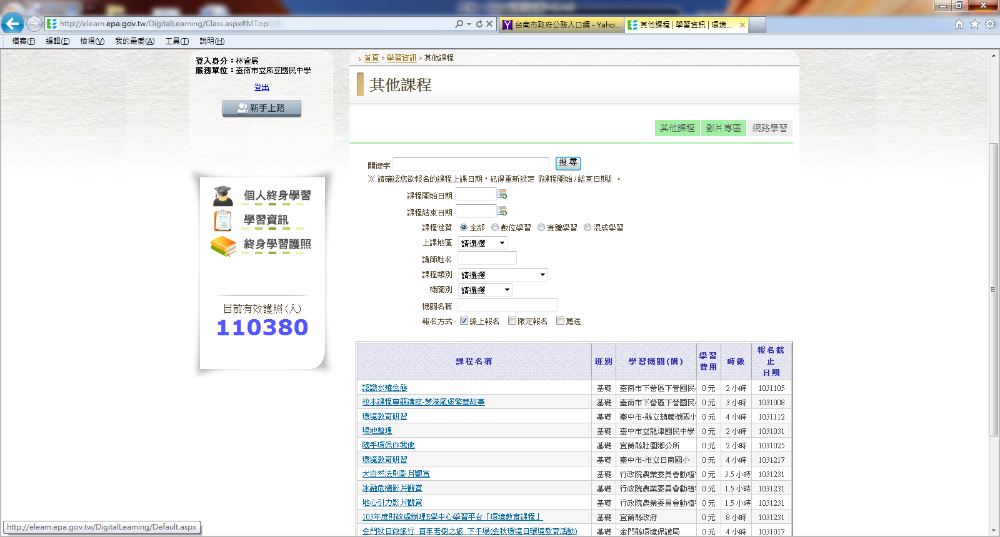 http://elearn.epa.gov.tw/DigitalLearning/Class.aspx#MTop
台南市政府公務入口網 - Yaho...
其他課程 | 學習資訊 | 環境...
檔案(F) 編輯(E) 檢視(V) 我的最愛(A) 工具(T) 說明(H)
登入身分：林睿展
服務單位：臺南市立麻豆國民中學
登出
新手上路
個人終身學習
學習資訊
終身學習護照
目前有效護照(人)
110380
首頁 > 學習資訊 > 其他課程
其他課程
其他課程 影片專區 網路學習
關鍵字 搜尋
※ 請確認您欲報名的課程上課日期，記得重新設定『課程開始 / 結束日期』。
課程開始日期
課程結束日期
課程性質 全部 數位學習 實體學習 混成學習
上課地區 請選擇
講師姓名
課程類別 請選擇
機關別 請選擇
機關名稱
報名方式 線上報名 限定報名 薦送
課程名稱 班別 學習機關(構) 學習費用 時數 報名截止日期
認識水雉生態 基礎 臺南市下營區下營國民 0 元 2 小時 1031105
校本課程專題講座-茅港尾堡繁華故事 基礎 臺南市下營區下營國民 0 元 3 小時 1031008
環境教育研習 基礎 臺中市-縣立葫蘆墩國小 0 元 4 小時 1031112
場地整理 基礎 臺中市立龍津國民中學 0 元 2 小時 1031031
隨手環保你我他 基礎 宜蘭縣壯圍鄉公所 0 元 2 小時 1031025
環境教育研習 基礎 臺中市-市立日南國小 0 元 4 小時 1031217
大自然法則影片觀賞 基礎 行政院農業委員會動植 0 元 3.5 小時 1031231
冰融危機影片觀賞 基礎 行政院農業委員會動植 0 元 1.5 小時 1031231
地心引力影片觀賞 基礎 行政院農業委員會動植 0 元 1.5 小時 1031231
103年度財政處辦理E學中心學習平台「環境教育課程」 基礎 宜蘭縣政府 0 元 8 小時 1031231
金門秋日微旅行_百年老樹之旅_下午場(金秋環境日環境教育活動) 基礎 金門縣環境保護局 0 元 4 小時 1031017
http://elearn.epa.gov.tw/DigitalLearning/Default.aspx